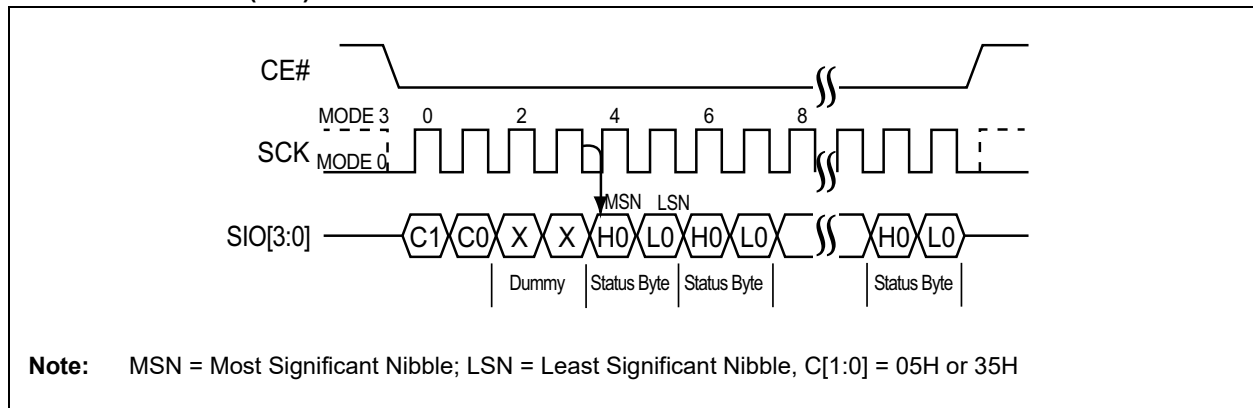 CE#
MODE 3 0 2 4 6 8
SCK
MODE 0
MSN LSN
SIO[3:0] C1 C0 X X H0 L0 H0 L0 H0 L0
Dummy Status Byte Status Byte Status Byte
Note: MSN = Most Significant Nibble; LSN = Least Significant Nibble, C[1:0] = 05H or 35H